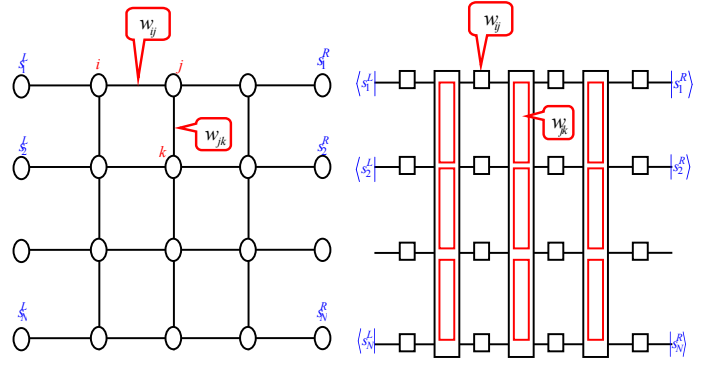 w_ij
w_ij
s_1^L
i
j
s_1^R
⟨s_1^L|
|s_1^R⟩
w_jk
w_jk
s_2^L
k
s_2^R
⟨s_2^L|
|s_2^R⟩
s_N^L
s_N^R
⟨s_N^L|
|s_N^R⟩